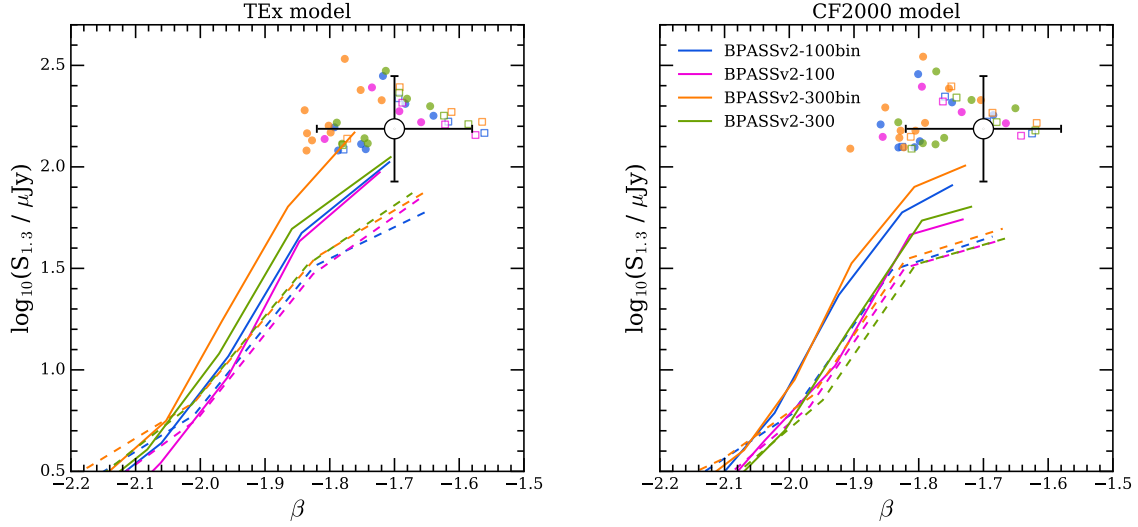 TEx model
CF2000 model
2.5
2.0
1.5
1.0
0.5
−2.2
−2.1
−2.0
−1.9
−1.8
−1.7
−1.6
−1.5
β
log10(S1.3 / μJy)
BPASSv2-100bin
BPASSv2-100
BPASSv2-300bin
BPASSv2-300
2.5
2.0
1.5
1.0
0.5
−2.2
−2.1
−2.0
−1.9
−1.8
−1.7
−1.6
−1.5
β
log10(S1.3 / μJy)